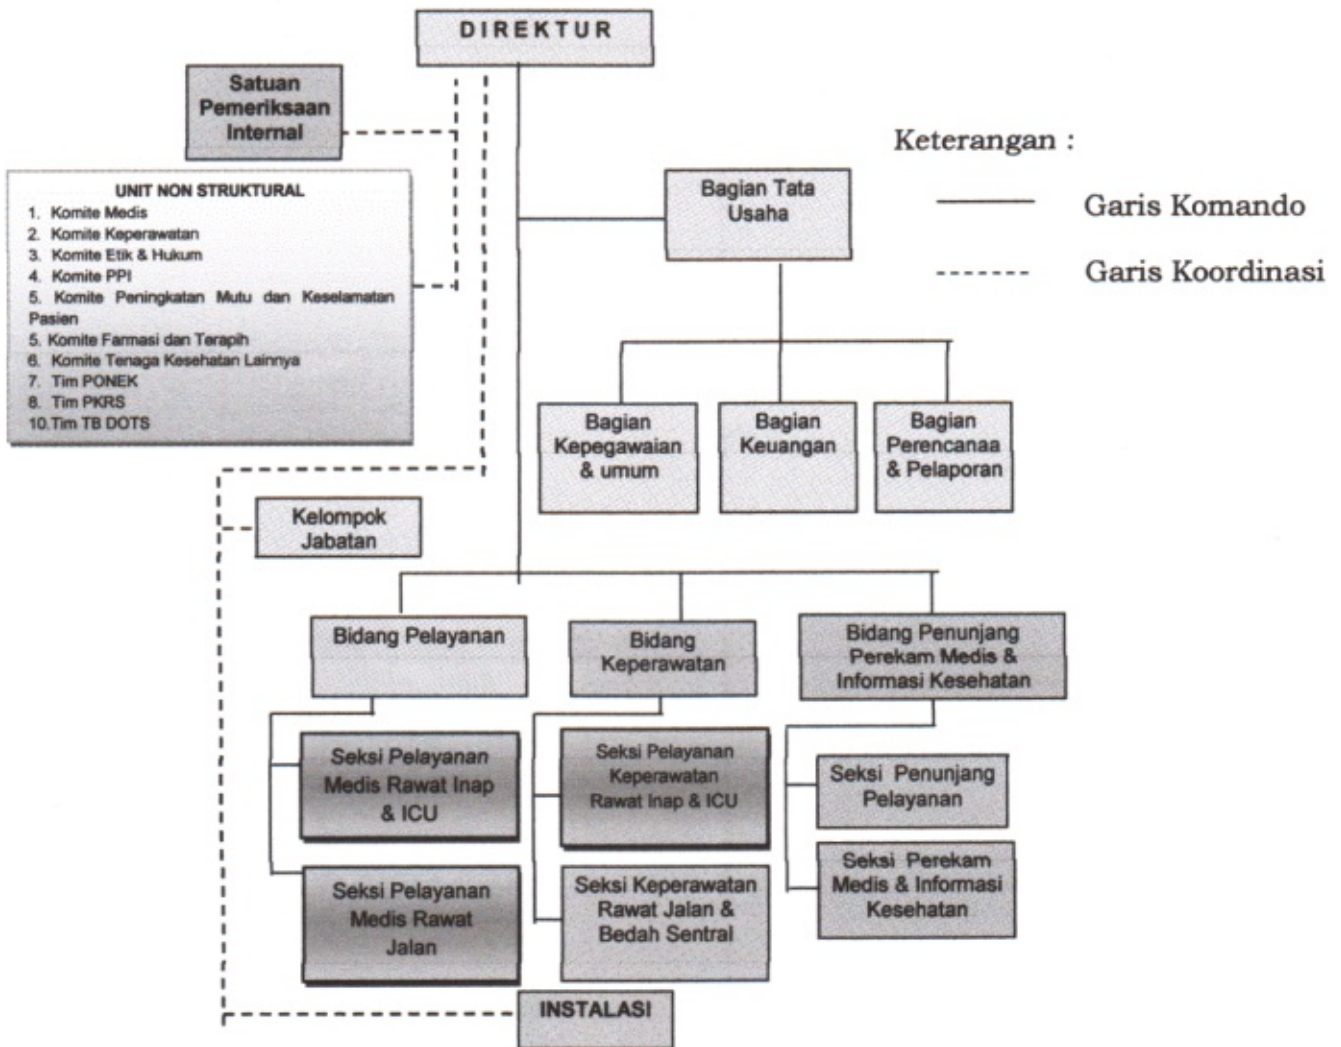 DIREKTUR
Satuan
Pemeriksaan
Internal
Keterangan :
Garis Komando
Garis Koordinasi
UNIT NON STRUKTURAL
1. Komite Medis
2. Komite Keperawatan
3. Komite Etik & Hukum
4. Komite PPI
5. Komite Peningkatan Mutu dan Keselamatan
Pasien
5. Komite Farmasi dan Terapih
6. Komite Tenaga Kesehatan Lainnya
7. Tim PONEK
8. Tim PKRS
10. Tim TB DOTS
Bagian Tata
Usaha
Bagian
Kepegawaian
& umum
Bagian
Keuangan
Bagian
Perencanaa
& Pelaporan
Kelompok
Jabatan
Bidang Pelayanan
Bidang
Keperawatan
Bidang Penunjang
Perekam Medis &
Informasi Kesehatan
Seksi Pelayanan
Medis Rawat Inap
& ICU
Seksi Pelayanan
Keperawatan
Rawat Inap & ICU
Seksi Penunjang
Pelayanan
Seksi Pelayanan
Medis Rawat
Jalan
Seksi Keperawatan
Rawat Jalan &
Bedah Sentral
Seksi Perekam
Medis & Informasi
Kesehatan
INSTALASI